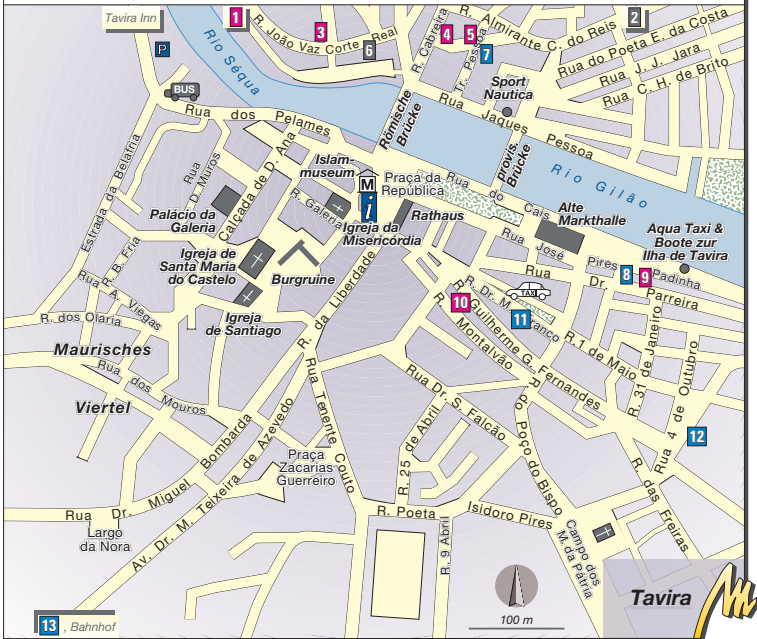 Tavira Inn
1
3
4
5
2
R. João Vaz Corte Real
6
R. Cabreira
Tr. Pessoa
7
R. Almirante C. do Reis
Rua do Poeta E. da Costa
Rua J. J. Jara
Rua C. H. de Brito
P
Rio Séqua
BUS
Sport
Nautica
Rua dos Pelames
Römische
Brücke
Rua Jaques Pessoa
provis.
Brücke
Rio Gilão
Estrada da Belafria
Rua
D. Muros
Calçada de D. Ana
Islam-
museum
M
i
Praça da
República
Rua do Cais
Palácio da
Galeria
R. Galeria
Igreja da
Misericórdia
Rathaus
Alte
Markthalle
Aqua Taxi &
Boote zur
Ilha de Tavira
R. B. Fria
Igreja de
Santa Maria
do Castelo
Burgruine
Rua José Pires Padinha
8
9
Rua Dr. Parreira
Rua A. Viegas
R. dos Olaria
Igreja
de Santiago
R. da Liberdade
10
R. Dr. M.
TAXI
11
R. Guilherme G. Fernandes
R. Montalvão
R. 1 de Maio
R. 31 de Janeiro
Rua 4 de Outubro
Maurisches
Viertel
Rua dos Mouros
Rua Tenente Couto
Rua Dr. S. Falcão
R. do Poço do Bispo
12
R. 25 de Abril
Praça
Zacarias
Guerreiro
Rua Dr. Miguel Bombarda
Av. Dr. M. Teixeira de Azevedo
R. Poeta Isidoro Pires
R. das Freiras
Largo
da Nora
R. 9 Abril
Campo dos
M. da Pátria
100 m
Tavira
13 , Bahnhof